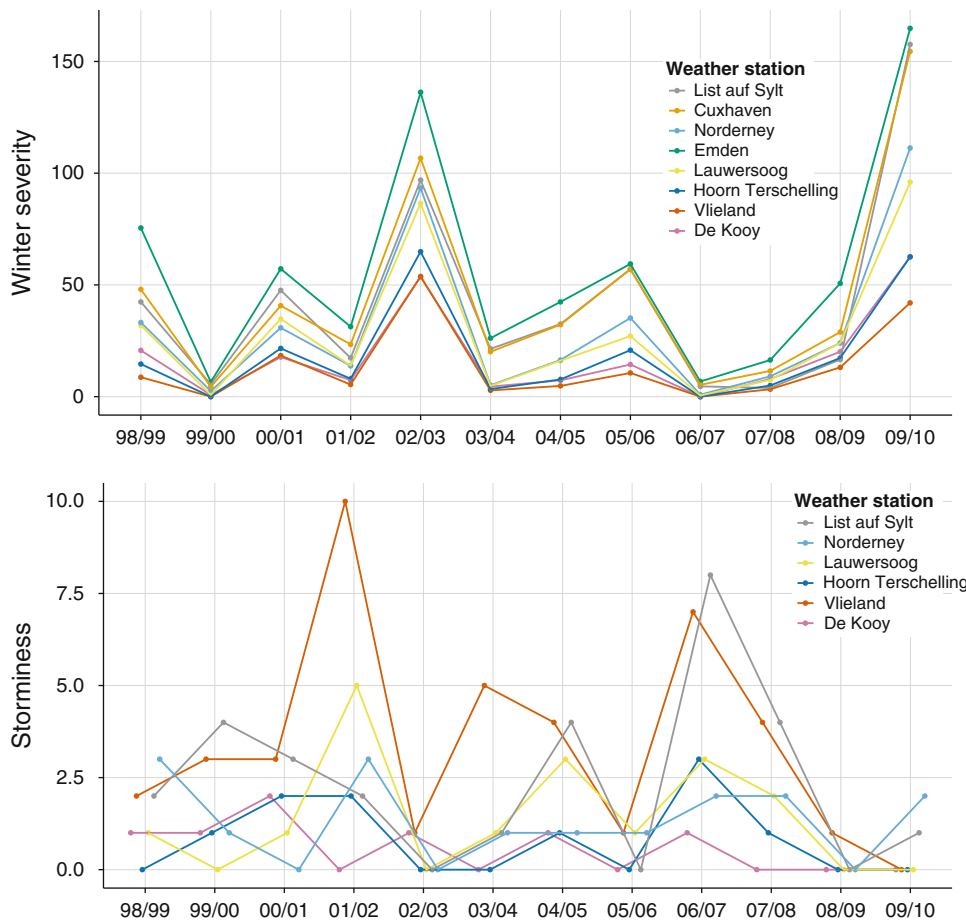 Winter severity
150
100
50
0
Weather station
List auf Sylt
Cuxhaven
Norderney
Emden
Lauwersoog
Hoorn Terschelling
Vlieland
De Kooy
98/99 99/00 00/01 01/02 02/03 03/04 04/05 05/06 06/07 07/08 08/09 09/10
Storminess
10.0
7.5
5.0
2.5
0.0
Weather station
List auf Sylt
Norderney
Lauwersoog
Hoorn Terschelling
Vlieland
De Kooy
98/99 99/00 00/01 01/02 02/03 03/04 04/05 05/06 06/07 07/08 08/09 09/10